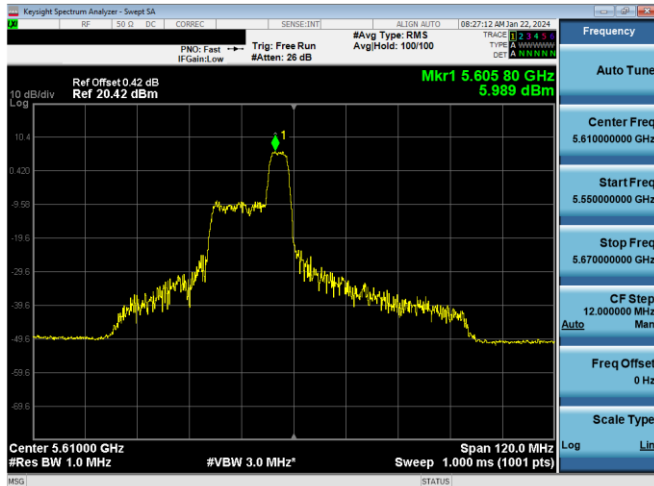 Keysight Spectrum Analyzer - Swept SA
RF 50 Ω DC CORREC SENSE:INT ALIGN AUTO 08:27:12 AM Jan 22, 2024
PNO: Fast Trig: Free Run #Avg Type: RMS TRACE 1 2 3 4 5 6
IFGain:Low #Atten: 26 dB Avg|Hold: 100/100 TYPE A WWWWW
DET A N N N N N
Ref Offset 0.42 dB Mkr1 5.605 80 GHz
10 dB/div Ref 20.42 dBm 5.989 dBm
Log
1
10.4
0.420
-9.58
-19.6
-29.6
-39.6
-49.6
-59.6
-69.6
Center 5.61000 GHz Span 120.0 MHz
#Res BW 1.0 MHz #VBW 3.0 MHz* Sweep 1.000 ms (1001 pts)
MSG STATUS
Frequency
Auto Tune
Center Freq
5.610000000 GHz
Start Freq
5.550000000 GHz
Stop Freq
5.670000000 GHz
CF Step
12.000000 MHz
Auto Man
Freq Offset
0 Hz
Scale Type
Log Lin